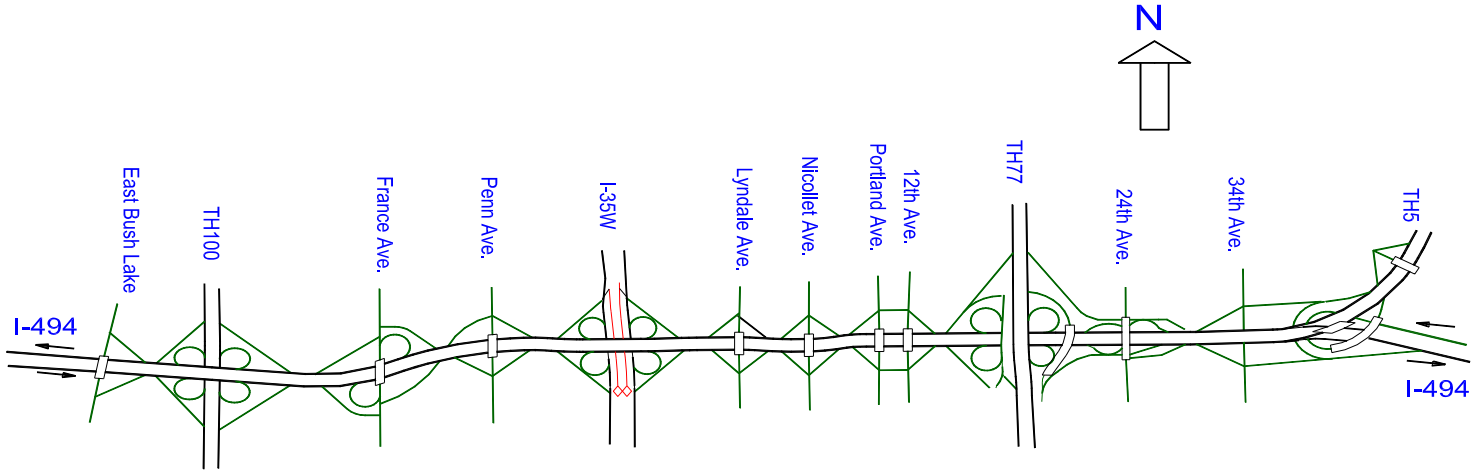 N
East Bush Lake
TH100
France Ave.
Penn Ave.
I-35W
Lyndale Ave.
Nicollet Ave.
Portland Ave.
12th Ave.
TH77
24th Ave.
34th Ave.
TH5
I-494
I-494